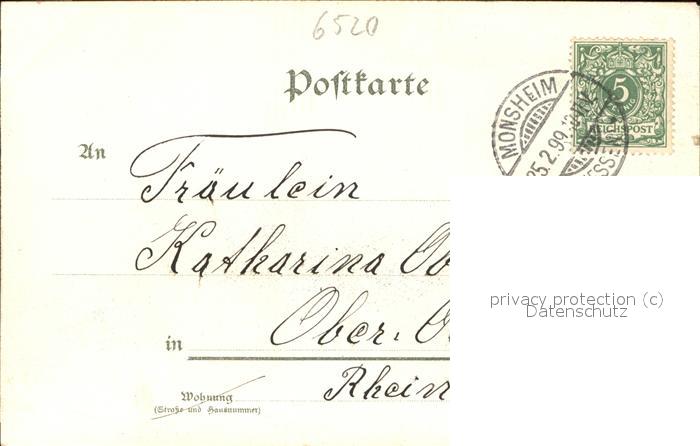 6520
Postkarte
5
REICHSPOST
MONSHEIM
25.2.99.
An
Fräulein
Katharina Ob
in Ober-
Rhein
Wohnung
(Straße und Hausnummer)
privacy protection (c)
Datenschutz